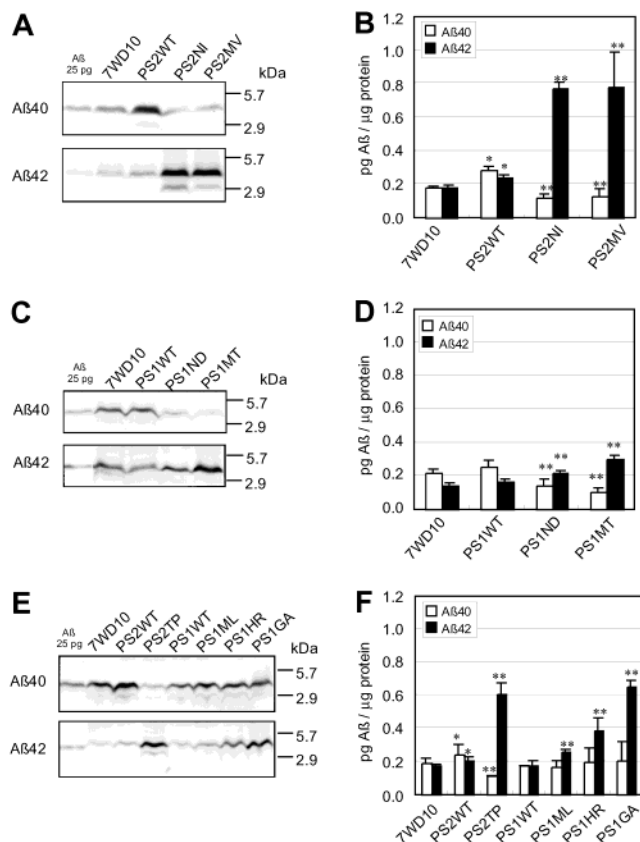 A
Aß 25 pg
7WD10
PS2WT
PS2NI
PS2MV
kDa
Aß40
5.7
2.9
Aß42
5.7
2.9
B
pg Aß / μg protein
1.2
1.0
0.8
0.6
0.4
0.2
0.0
Aß40
Aß42
* * ** ** ** **
7WD10
PS2WT
PS2NI
PS2MV
C
Aß 25 pg
7WD10
PS1WT
PS1ND
PS1MT
kDa
Aß40
5.7
2.9
Aß42
5.7
2.9
D
pg Aß / μg protein
1.2
1.0
0.8
0.6
0.4
0.2
0.0
Aß40
Aß42
** ** ** **
7WD10
PS1WT
PS1ND
PS1MT
E
Aß 25 pg
7WD10
PS2WT
PS2TP
PS1WT
PS1ML
PS1HR
PS1GA
kDa
Aß40
5.7
2.9
Aß42
5.7
2.9
F
pg Aß / μg protein
1.2
1.0
0.8
0.6
0.4
0.2
0.0
Aß40
Aß42
* * ** ** ** ** **
7WD10
PS2WT
PS2TP
PS1WT
PS1ML
PS1HR
PS1GA